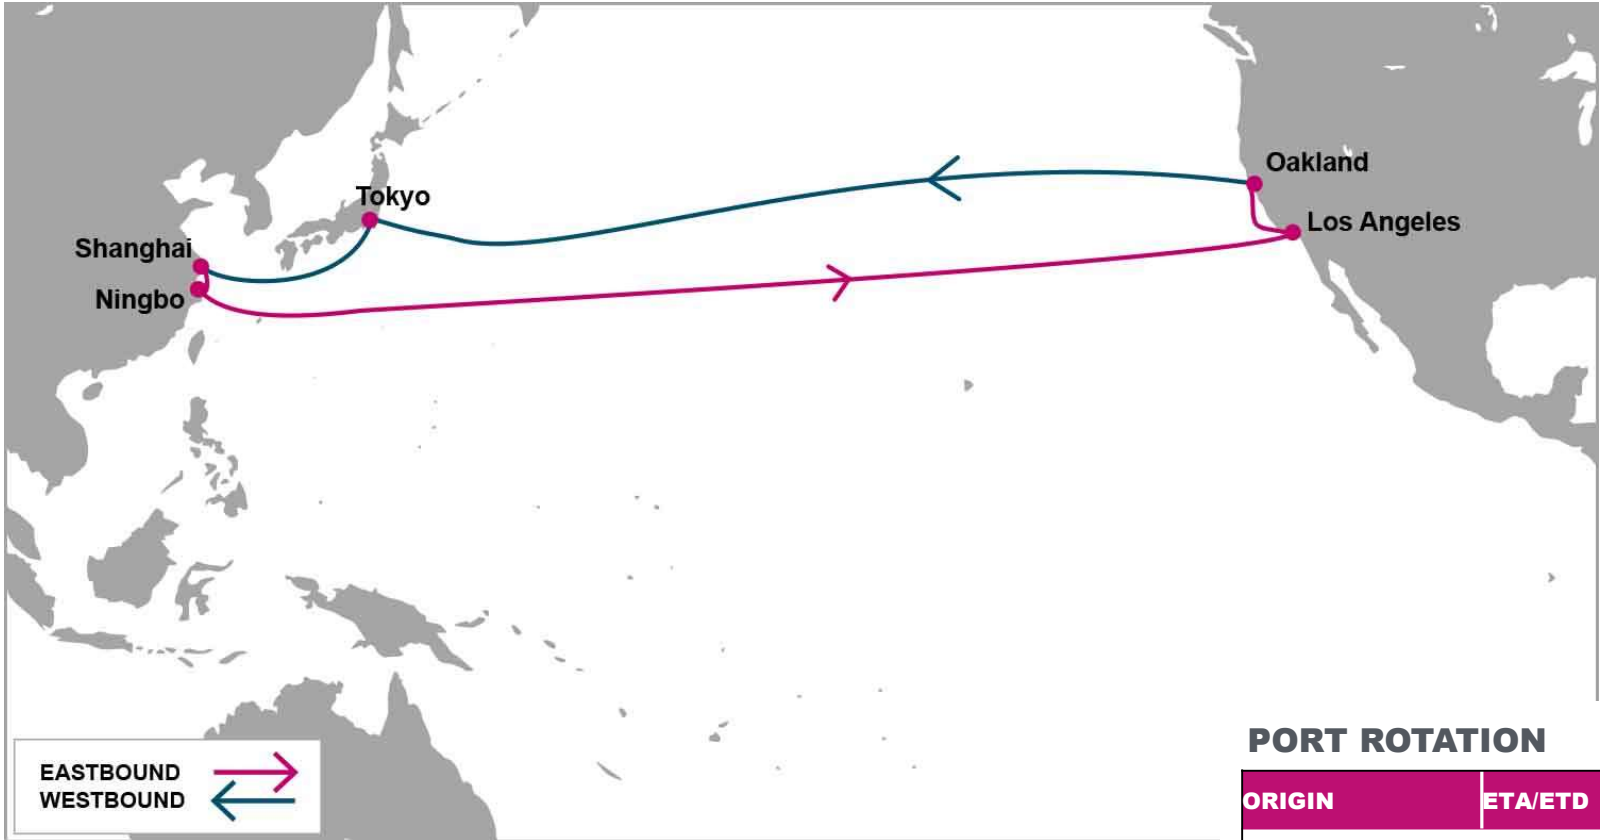 Oakland
Tokyo
Los Angeles
Shanghai
Ningbo
EASTBOUND
WESTBOUND
PORT ROTATION
ORIGIN ETA/ETD